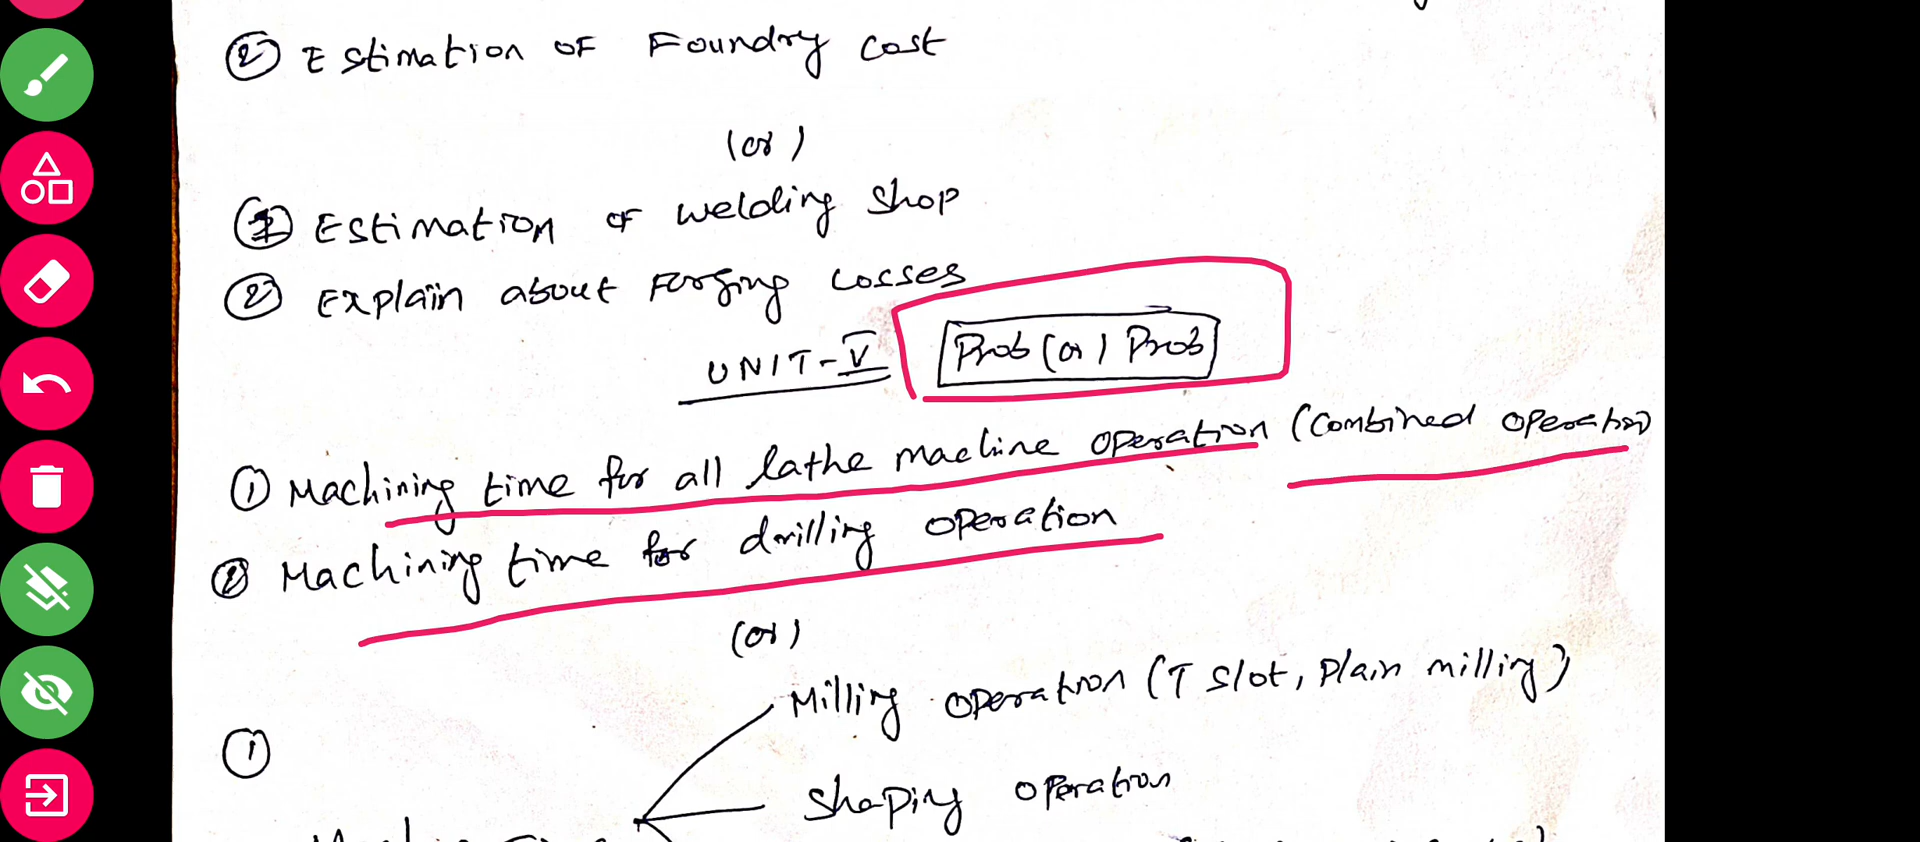 ② Estimation of Foundry cost
(or)
① Estimation of welding shop
② Explain about Forging Losses
UNIT-V Prob (or) Prob
① Machining time for all lathe machine operation (Combined operation)
② Machining time for drilling operation
(or)
Milling operation (T slot, Plain milling)
①
Shaping operation